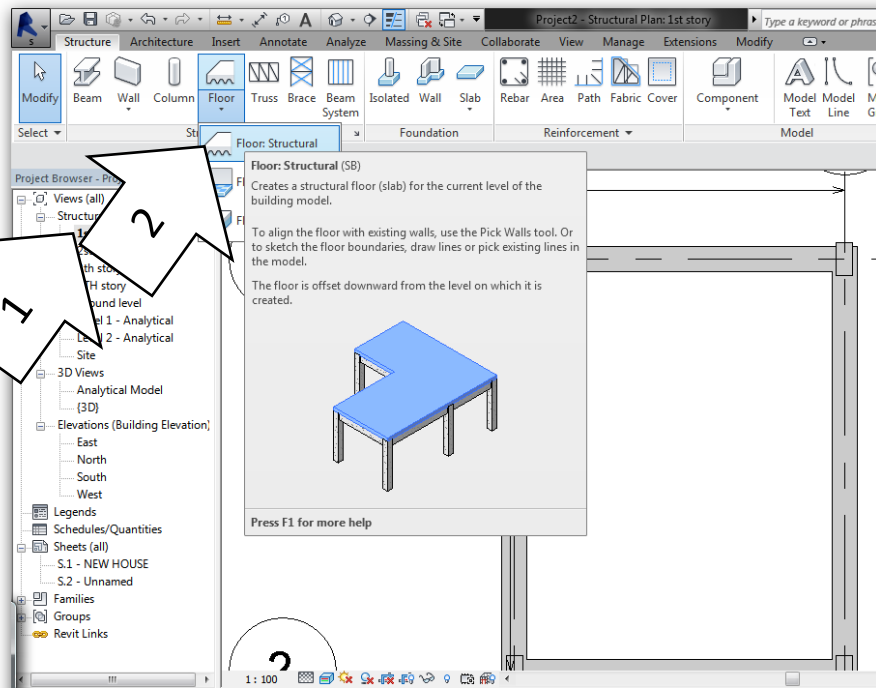 Project2 - Structural Plan: 1st story
Type a keyword or phras
S
Structure Architecture Insert Annotate Analyze Massing & Site Collaborate View Manage Extensions Modify
Modify Beam Wall Column Floor Truss Brace Beam System Isolated Wall Slab Rebar Area Path Fabric Cover Component Model Text Model Line M G
Select Str Foundation Reinforcement Model
Floor: Structural
Fl
Fl
Floor: Structural (SB)
Creates a structural floor (slab) for the current level of the
building model.
To align the floor with existing walls, use the Pick Walls tool. Or
to sketch the floor boundaries, draw lines or pick existing lines in
the model.
The floor is offset downward from the level on which it is
created.
Press F1 for more help
Project Browser - Proj
Views (all)
Structur
1s
th story
TH story
ound level
el 1 - Analytical
Level 2 - Analytical
Site
3D Views
Analytical Model
{3D}
Elevations (Building Elevation)
East
North
South
West
Legends
Schedules/Quantities
Sheets (all)
S.1 - NEW HOUSE
S.2 - Unnamed
Families
Groups
Revit Links
1
2
2
1 : 100